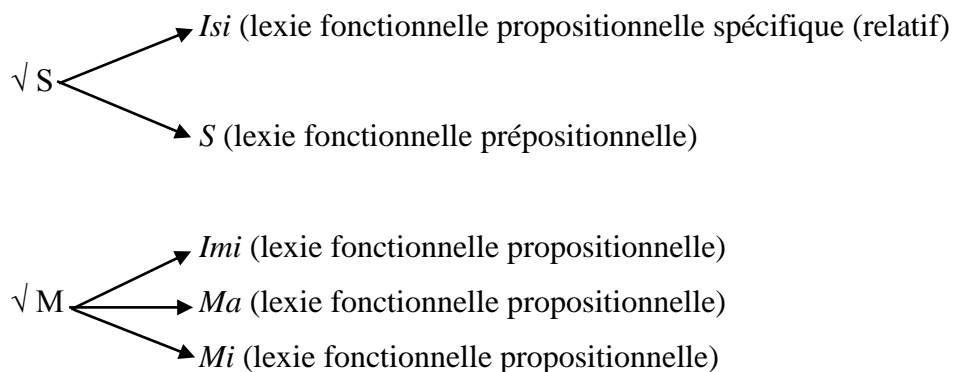 Isi (lexie fonctionnelle propositionnelle spécifique (relatif)
√ S
S (lexie fonctionnelle prépositionnelle)
Imi (lexie fonctionnelle propositionnelle)
√ M
Ma (lexie fonctionnelle propositionnelle)
Mi (lexie fonctionnelle propositionnelle)